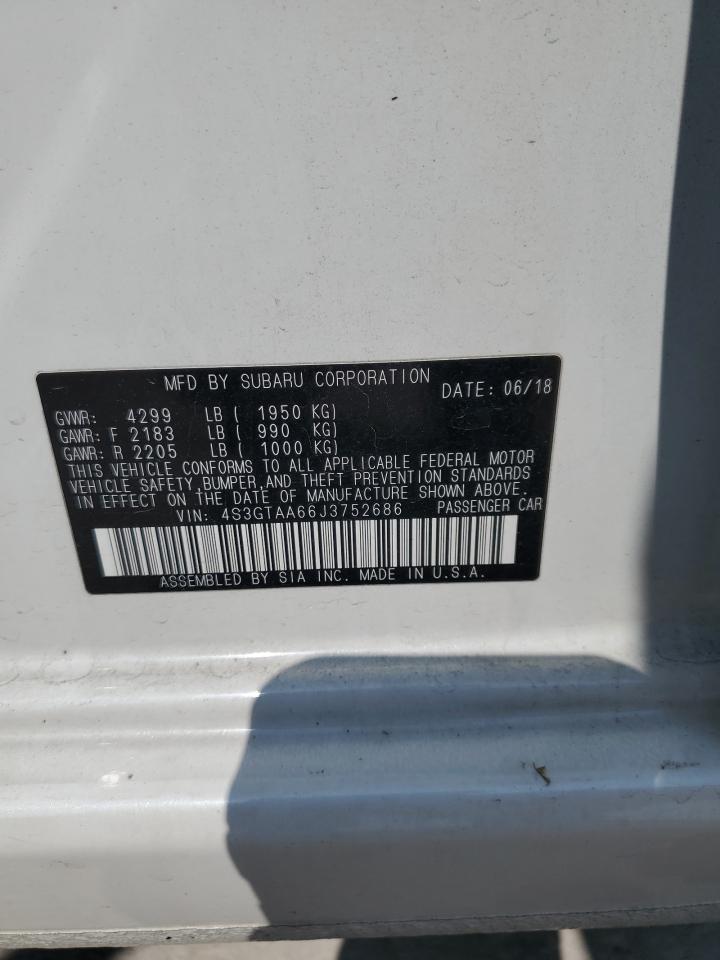 MFD BY SUBARU CORPORATION DATE: 06/18
GVWR: 4299 LB ( 1950 KG)
GAWR: F 2183 LB ( 990 KG)
GAWR: R 2205 LB ( 1000 KG)
THIS VEHICLE CONFORMS TO ALL APPLICABLE FEDERAL MOTOR
VEHICLE SAFETY, BUMPER, AND THEFT PREVENTION STANDARDS
IN EFFECT ON THE DATE OF MANUFACTURE SHOWN ABOVE.
VIN: 4S3GTAA66J3752686 PASSENGER CAR
ASSEMBLED BY SIA INC. MADE IN U.S.A.